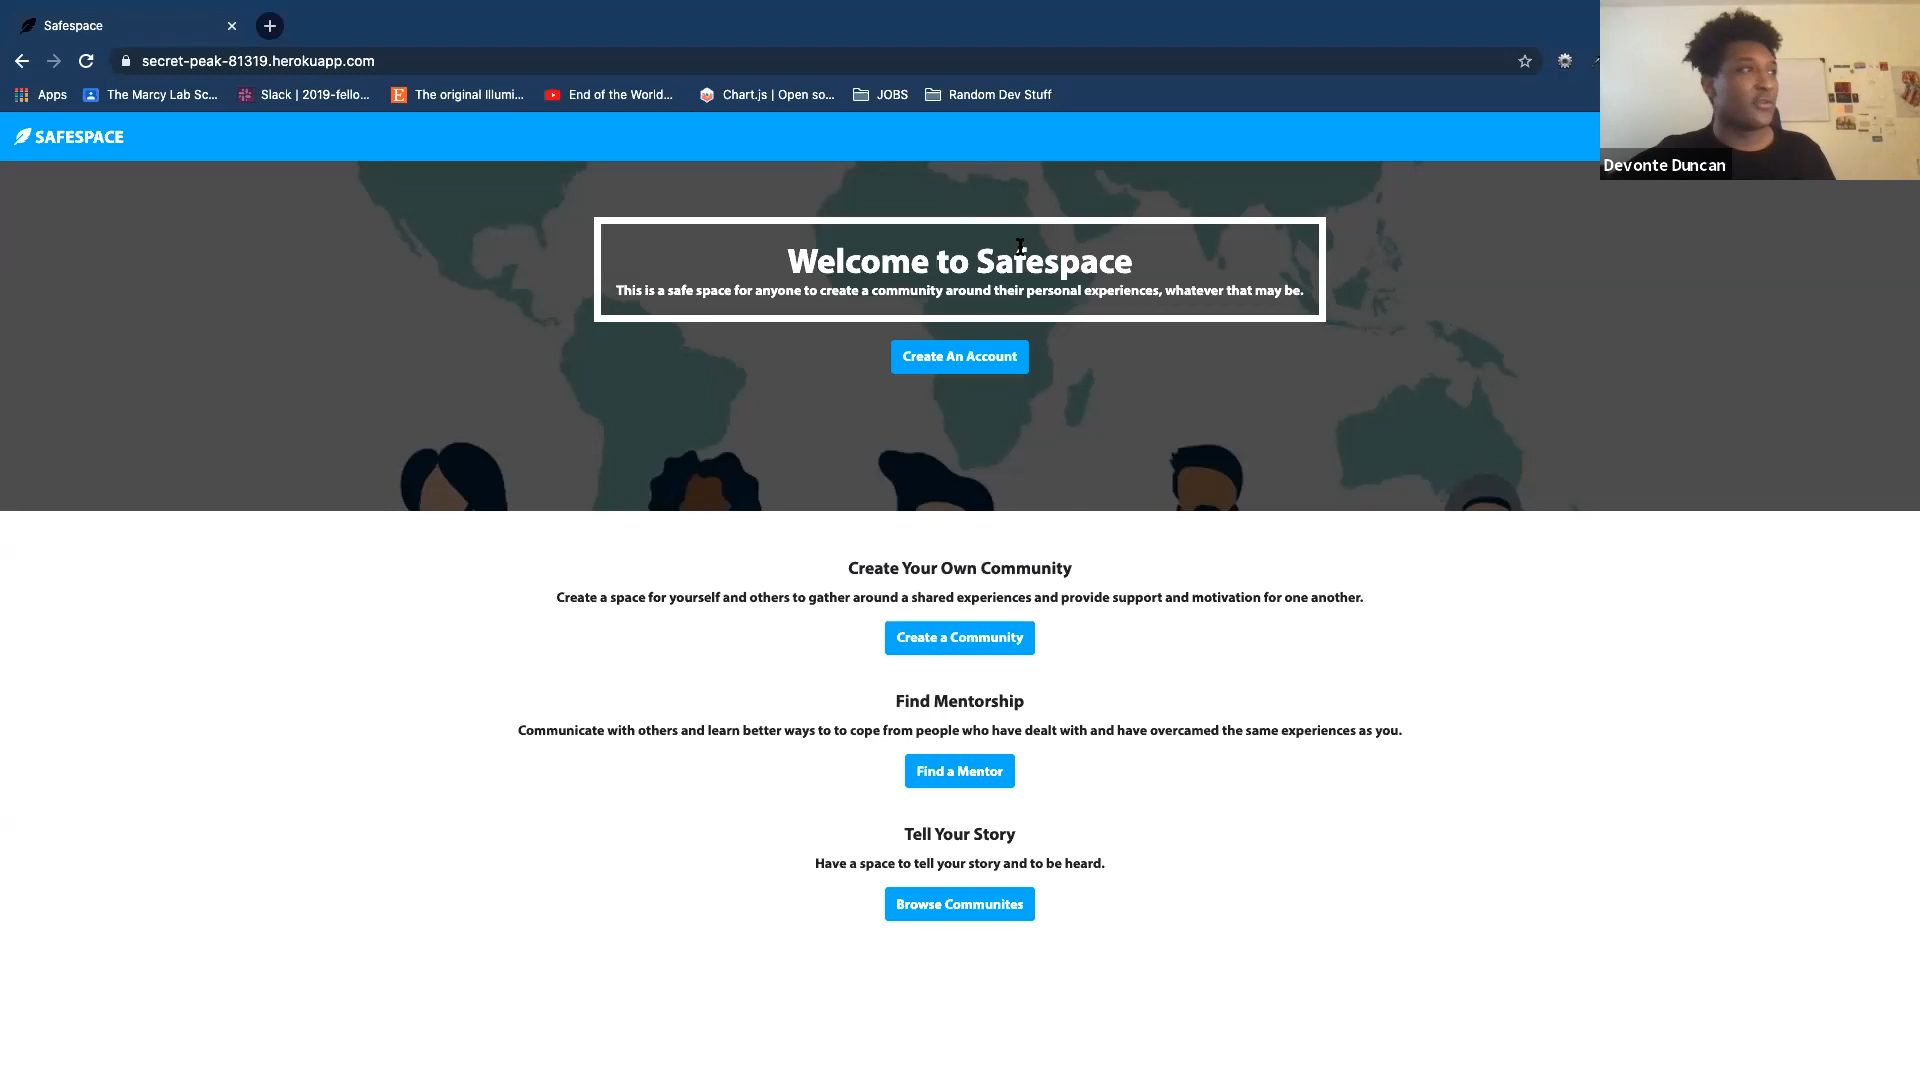 Safespace
secret-peak-81319.herokuapp.com
Apps
The Marcy Lab Sc...
Slack | 2019-fello...
The original Illumi...
End of the World...
Chart.js | Open so...
JOBS
Random Dev Stuff
Devonte Duncan
SAFESPACE
Welcome to Safespace
This is a safe space for anyone to create a community around their personal experiences, whatever that may be.
Create An Account
Create Your Own Community
Create a space for yourself and others to gather around a shared experiences and provide support and motivation for one another.
Create a Community
Find Mentorship
Communicate with others and learn better ways to to cope from people who have dealt with and have overcamed the same experiences as you.
Find a Mentor
Tell Your Story
Have a space to tell your story and to be heard.
Browse Communites